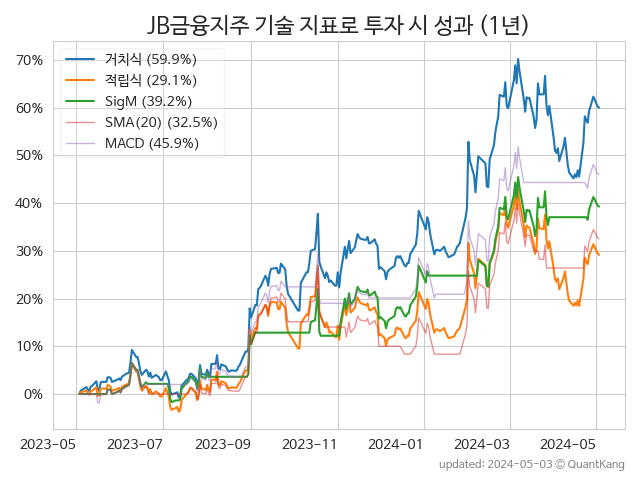 JB금융지주 기술 지표로 투자 시 성과 (1년)
거치식 (59.9%)
적립식 (29.1%)
SigM (39.2%)
SMA(20) (32.5%)
MACD (45.9%)
70%
60%
50%
40%
30%
20%
10%
0%
2023-05 2023-07 2023-09 2023-11 2024-01 2024-03 2024-05
updated: 2024-05-03 © QuantKang